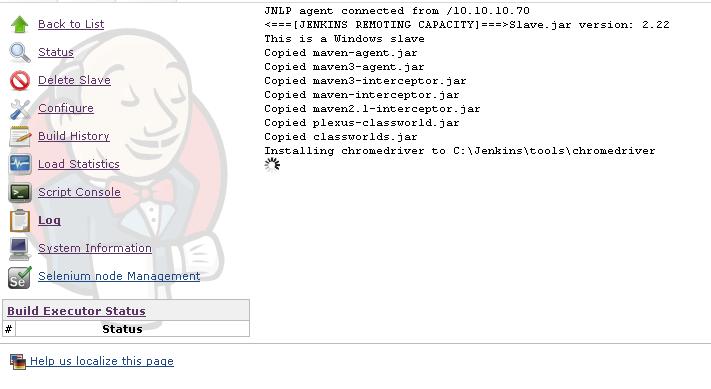 Back to List
Status
Delete Slave
Configure
Build History
Load Statistics
Script Console
Log
System Information
Se Selenium node Management
Build Executor Status
# Status
JNLP agent connected from /10.10.10.70
<===[JENKINS REMOTING CAPACITY]===>Slave.jar version: 2.22
This is a Windows slave
Copied maven-agent.jar
Copied maven3-agent.jar
Copied maven3-interceptor.jar
Copied maven-interceptor.jar
Copied maven2.1-interceptor.jar
Copied plexus-classworld.jar
Copied classworlds.jar
Installing chromedriver to C:\Jenkins\tools\chromedriver
Help us localize this page